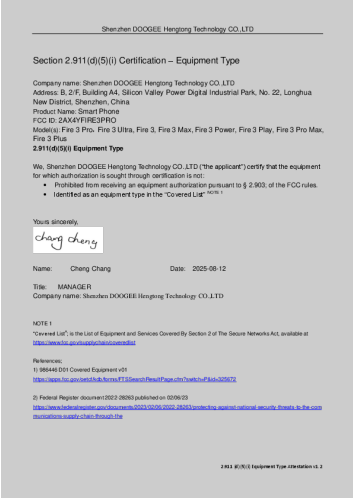 Shenzhen DOOGEE Hengtong Technology CO.,LTD
Section 2.911(d)(5)(i) Certification – Equipment Type
Company name: Shenzhen DOOGEE Hengtong Technology CO.,LTD
Address: B, 2/F, Building A4, Silicon Valley Power Digital Industrial Park, No. 22, Longhua
New District, Shenzhen, China
Product Name: Smart Phone
FCC ID: 2AX4YFIRE3PRO
Model(s): Fire 3 Pro, Fire 3 Ultra, Fire 3, Fire 3 Max, Fire 3 Power, Fire 3 Play, Fire 3 Pro Max,
Fire 3 Plus
2.911(d)(5)(i) Equipment Type
We, Shenzhen DOOGEE Hengtong Technology CO.,LTD (“the applicant”) certify that the equipment
for which authorization is sought through certification is not:
• Prohibited from receiving an equipment authorization pursuant to § 2.903; of the FCC rules.
• Identified as an equipment type in the “Covered List” NOTE 1
Yours sincerely,
chang cheng
Name: Cheng Chang Date: 2025-08-12
Title: MANAGER
Company name: Shenzhen DOOGEE Hengtong Technology CO.,LTD
NOTE 1
“Covered List”; is the List of Equipment and Services Covered By Section 2 of The Secure Networks Act, available at
https://www.fcc.gov/supplychain/coveredlist
References;
1) 986446 D01 Covered Equipment v01
https://apps.fcc.gov/oetcf/kdb/forms/FTSSearchResultPage.cfm?switch=P&id=325672
2) Federal Register document 2022-28263 published on 02/06/23
https://www.federalregister.gov/documents/2023/02/06/2022-28263/protecting-against-national-security-threats-to-the-com
munications-supply-chain-through-the
2.911 (d)(5)(i) Equipment Type Attestation v1.2